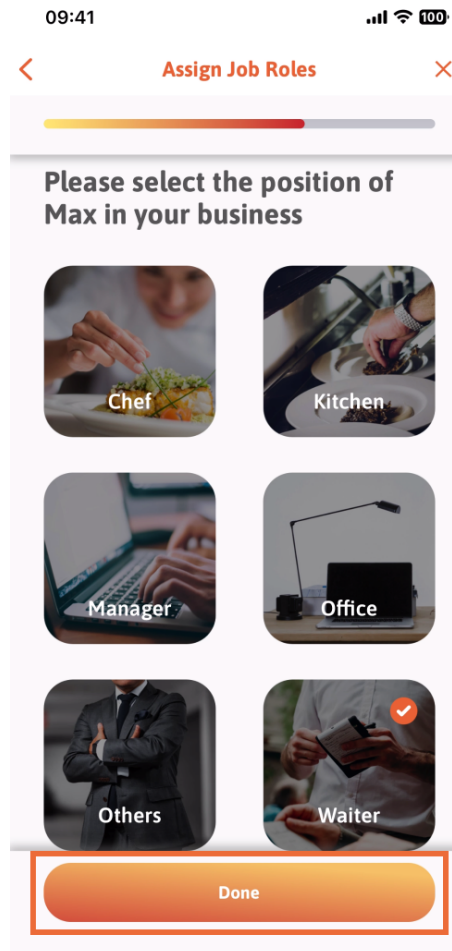 09:41
100
Assign Job Roles
Please select the position of
Max in your business
Chef
Kitchen
Manager
Office
Others
Waiter
Done